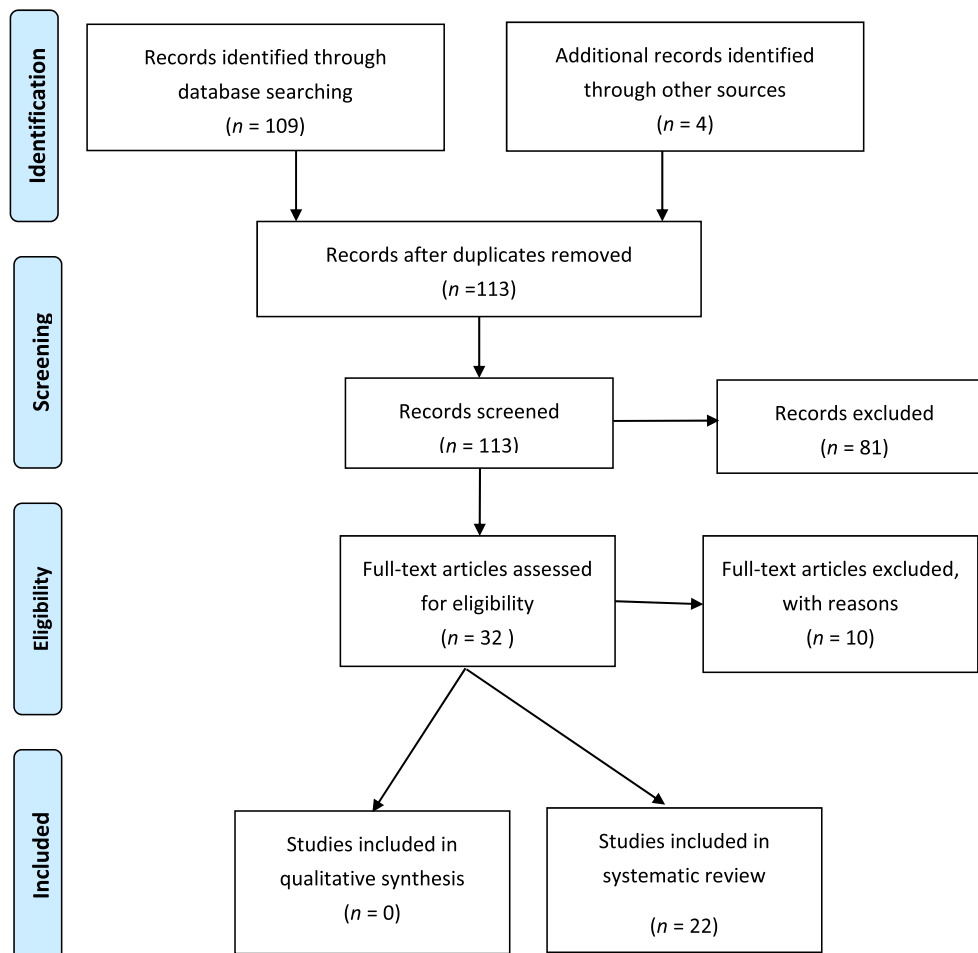 Identification
Records identified through
database searching
(n = 109)
Additional records identified
through other sources
(n = 4)
Records after duplicates removed
(n =113)
Screening
Records screened
(n = 113)
Records excluded
(n = 81)
Eligibility
Full-text articles assessed
for eligibility
(n = 32 )
Full-text articles excluded,
with reasons
(n = 10)
Included
Studies included in
qualitative synthesis
(n = 0)
Studies included in
systematic review
(n = 22)